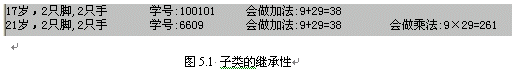 17岁，2只脚,2只手 学号:100101 会做加法:9+29=38
21岁，2只脚,2只手 学号:6609 会做加法:9+29=38 会做乘法:9×29=261
图5.1 子类的继承性